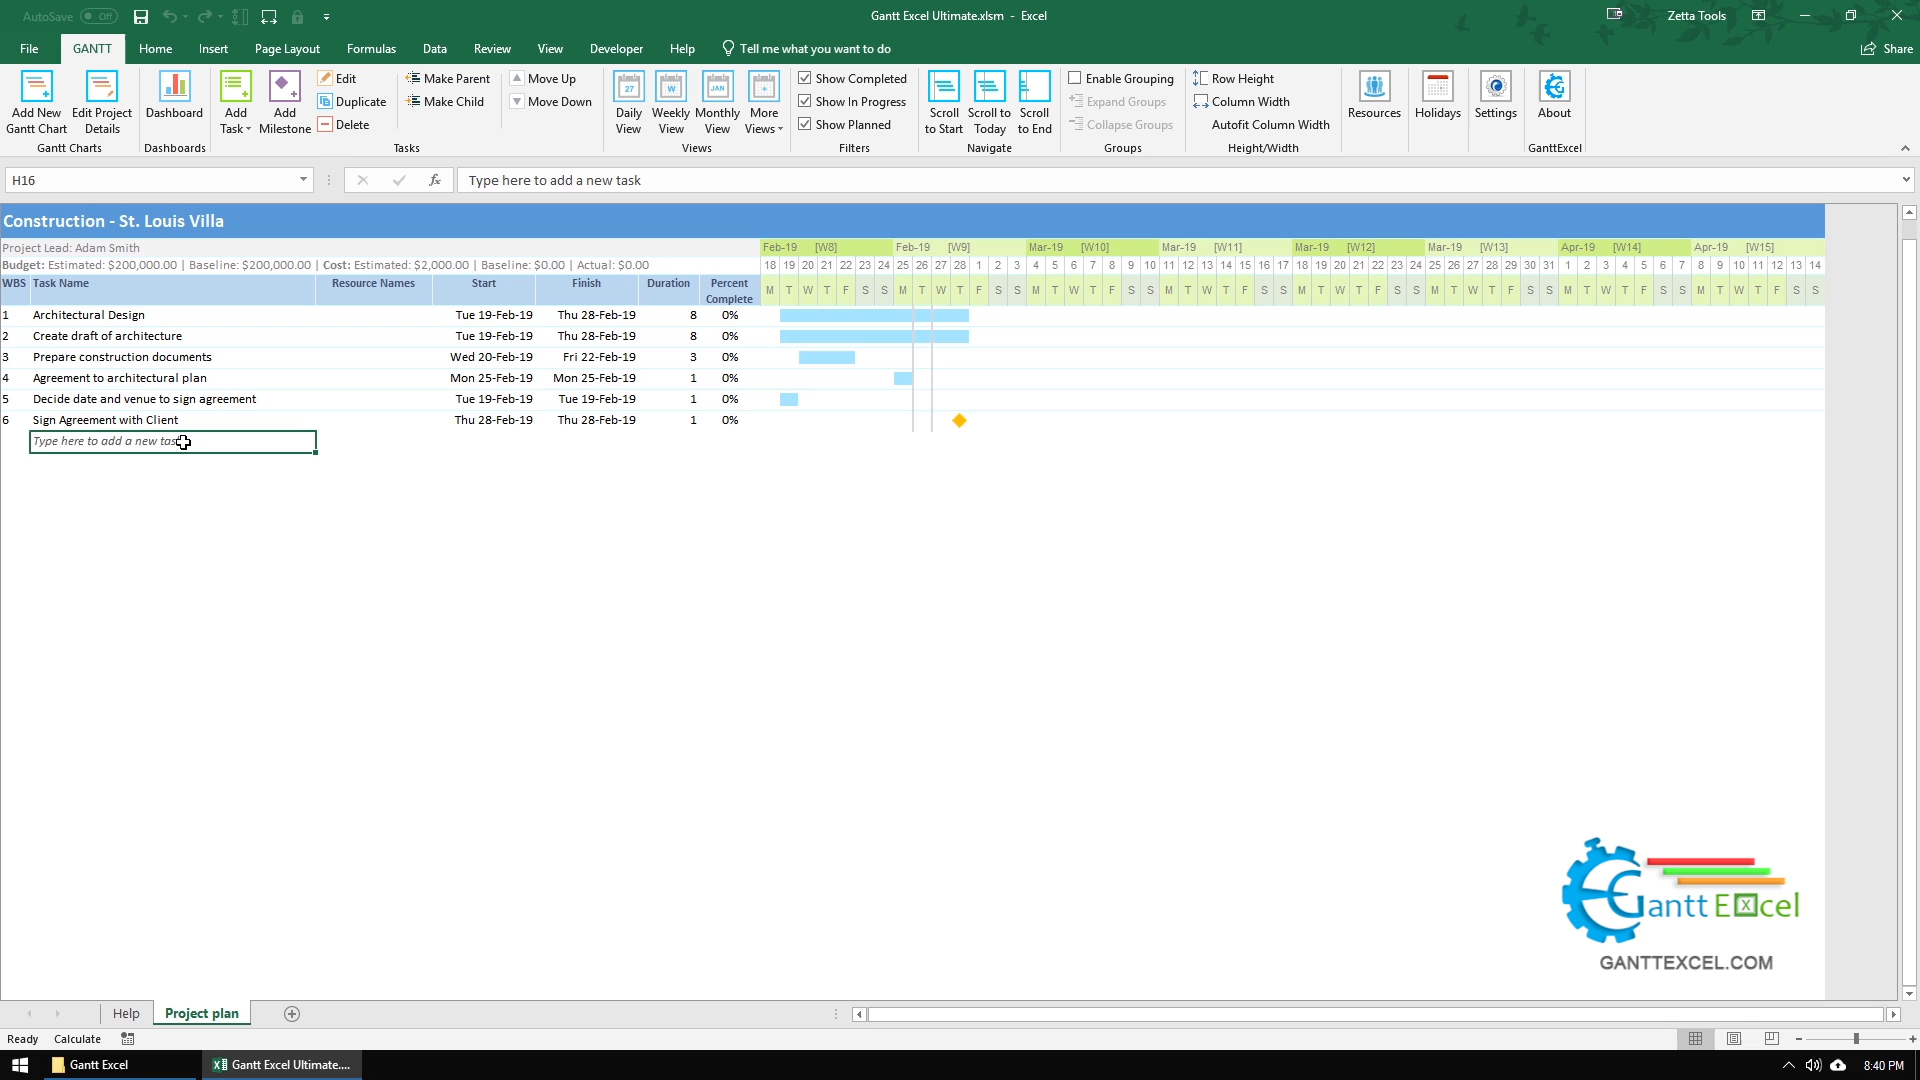 AutoSave Off
Gantt Excel Ultimate.xlsm - Excel
Zetta Tools
File GANTT Home Insert Page Layout Formulas Data Review View Developer Help Tell me what you want to do Share
Add New Gantt Chart
Edit Project Details
Gantt Charts
Dashboard
Dashboards
Add Task
Add Milestone
Edit
Duplicate
Delete
Make Parent
Make Child
Move Up
Move Down
Tasks
27
Daily View
W
Weekly View
JAN
Monthly View
More Views
Views
Show Completed
Show In Progress
Show Planned
Filters
Scroll to Start
Scroll to Today
Scroll to End
Navigate
Enable Grouping
Expand Groups
Collapse Groups
Groups
Row Height
Column Width
Autofit Column Width
Height/Width
Resources
Holidays
Settings
About
GanttExcel
H16
fx
Type here to add a new task
Construction - St. Louis Villa
Project Lead: Adam Smith
Feb-19 [W8] Feb-19 [W9] Mar-19 [W10] Mar-19 [W11] Mar-19 [W12] Mar-19 [W13] Apr-19 [W14] Apr-19 [W15]
Budget: Estimated: $200,000.00 | Baseline: $200,000.00 | Cost: Estimated: $2,000.00 | Baseline: $0.00 | Actual: $0.00
18 19 20 21 22 23 24 25 26 27 28 1 2 3 4 5 6 7 8 9 10 11 12 13 14 15 16 17 18 19 20 21 22 23 24 25 26 27 28 29 30 31 1 2 3 4 5 6 7 8 9 10 11 12 13 14
WBS Task Name Resource Names Start Finish Duration Percent Complete
M T W T F S S M T W T F S S M T W T F S S M T W T F S S M T W T F S S M T W T F S S M T W T F S S M T W T F S S
1 Architectural Design Tue 19-Feb-19 Thu 28-Feb-19 8 0%
2 Create draft of architecture Tue 19-Feb-19 Thu 28-Feb-19 8 0%
3 Prepare construction documents Wed 20-Feb-19 Fri 22-Feb-19 3 0%
4 Agreement to architectural plan Mon 25-Feb-19 Mon 25-Feb-19 1 0%
5 Decide date and venue to sign agreement Tue 19-Feb-19 Tue 19-Feb-19 1 0%
6 Sign Agreement with Client Thu 28-Feb-19 Thu 28-Feb-19 1 0%
Type here to add a new task
Gantt Excel
GANTTEXCEL.COM
Help Project plan
Ready Calculate
Gantt Excel
Gantt Excel Ultimate....
8:40 PM